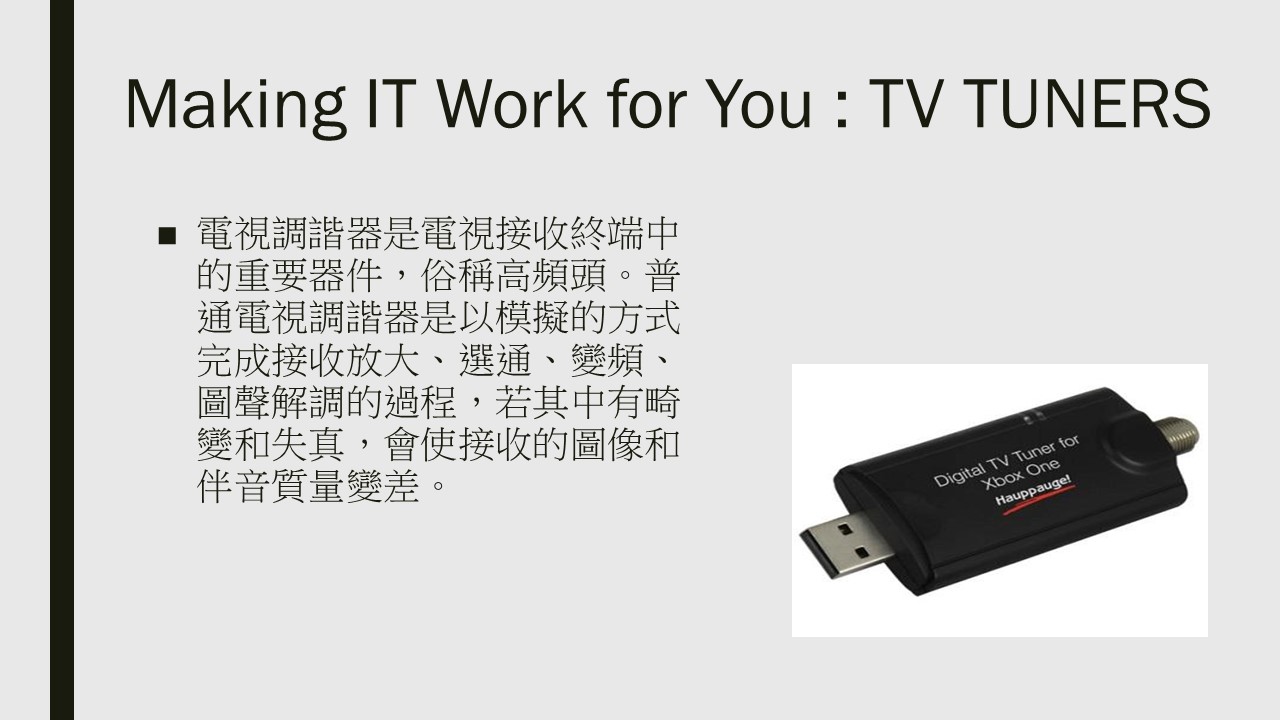 Making IT Work for You : TV TUNERS
■ 電視調諧器是電視接收終端中
的重要器件，俗稱高頻頭。普
通電視調諧器是以模擬的方式
完成接收放大、選通、變頻、
圖聲解調的過程，若其中有畸
變和失真，會使接收的圖像和
伴音質量變差。
Digital TV Tuner for
Xbox One
Hauppauge!